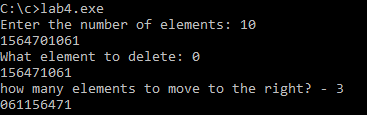 C:\c>lab4.exe
Enter the number of elements: 10
1564701061
What element to delete: 0
156471061
how many elements to move to the right? - 3
061156471